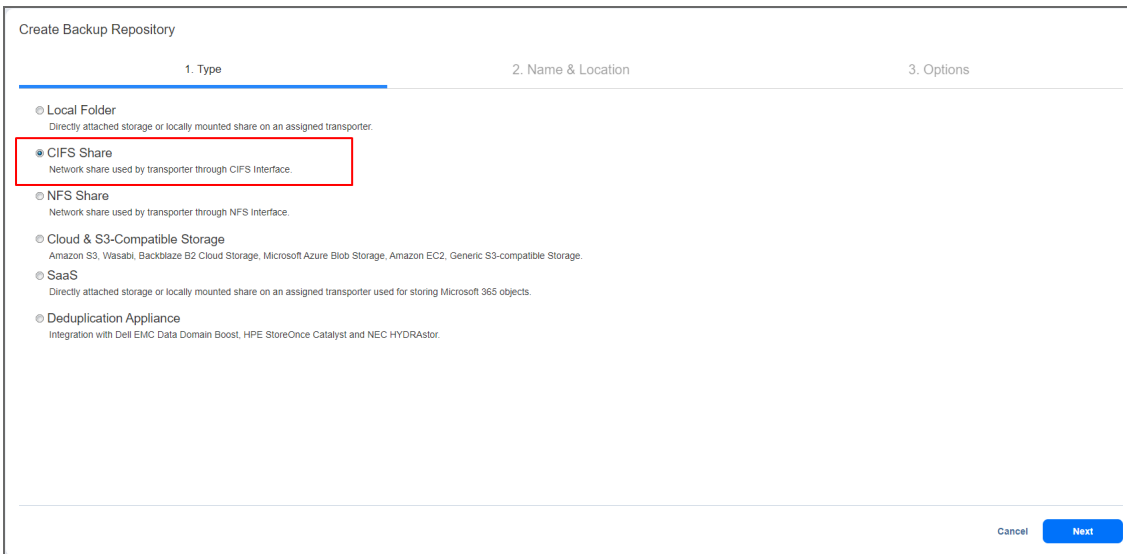 Create Backup Repository
1. Type
2. Name & Location
3. Options
Local Folder
Directly attached storage or locally mounted share on an assigned transporter.
CIFS Share
Network share used by transporter through CIFS Interface.
NFS Share
Network share used by transporter through NFS Interface.
Cloud & S3-Compatible Storage
Amazon S3, Wasabi, Backblaze B2 Cloud Storage, Microsoft Azure Blob Storage, Amazon EC2, Generic S3-compatible Storage.
SaaS
Directly attached storage or locally mounted share on an assigned transporter used for storing Microsoft 365 objects.
Deduplication Appliance
Integration with Dell EMC Data Domain Boost, HPE StoreOnce Catalyst and NEC HYDRAstor.
Cancel
Next